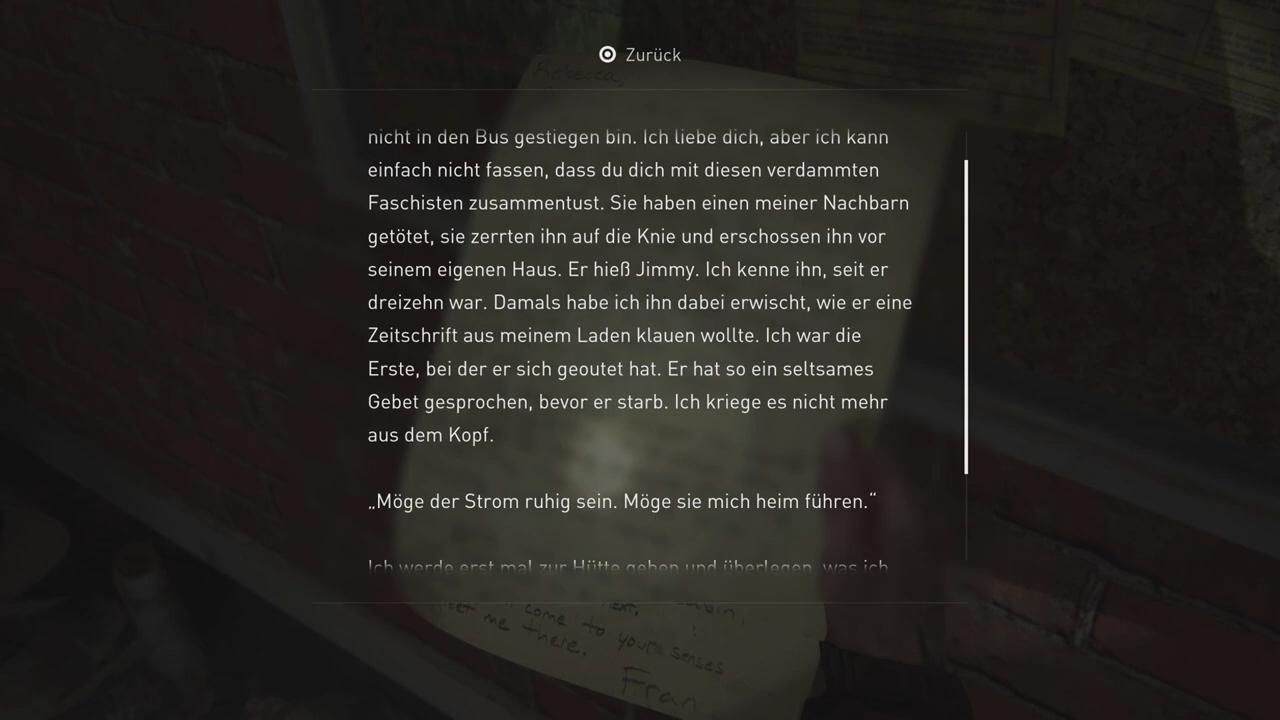 Zurück
Rebecca,
nicht in den Bus gestiegen bin. Ich liebe dich, aber ich kann
einfach nicht fassen, dass du dich mit diesen verdammten
Faschisten zusammentust. Sie haben einen meiner Nachbarn
getötet, sie zerrten ihn auf die Knie und erschossen ihn vor
seinem eigenen Haus. Er hieß Jimmy. Ich kenne ihn, seit er
dreizehn war. Damals habe ich ihn dabei erwischt, wie er eine
Zeitschrift aus meinem Laden klauen wollte. Ich war die
Erste, bei der er sich geoutet hat. Er hat so ein seltsames
Gebet gesprochen, bevor er starb. Ich kriege es nicht mehr
aus dem Kopf.
„Möge der Strom ruhig sein. Möge sie mich heim führen.“
Ich werde erst mal zur Hütte gehen und überlegen, was ich
next.
come to your senses
me there.
Fran